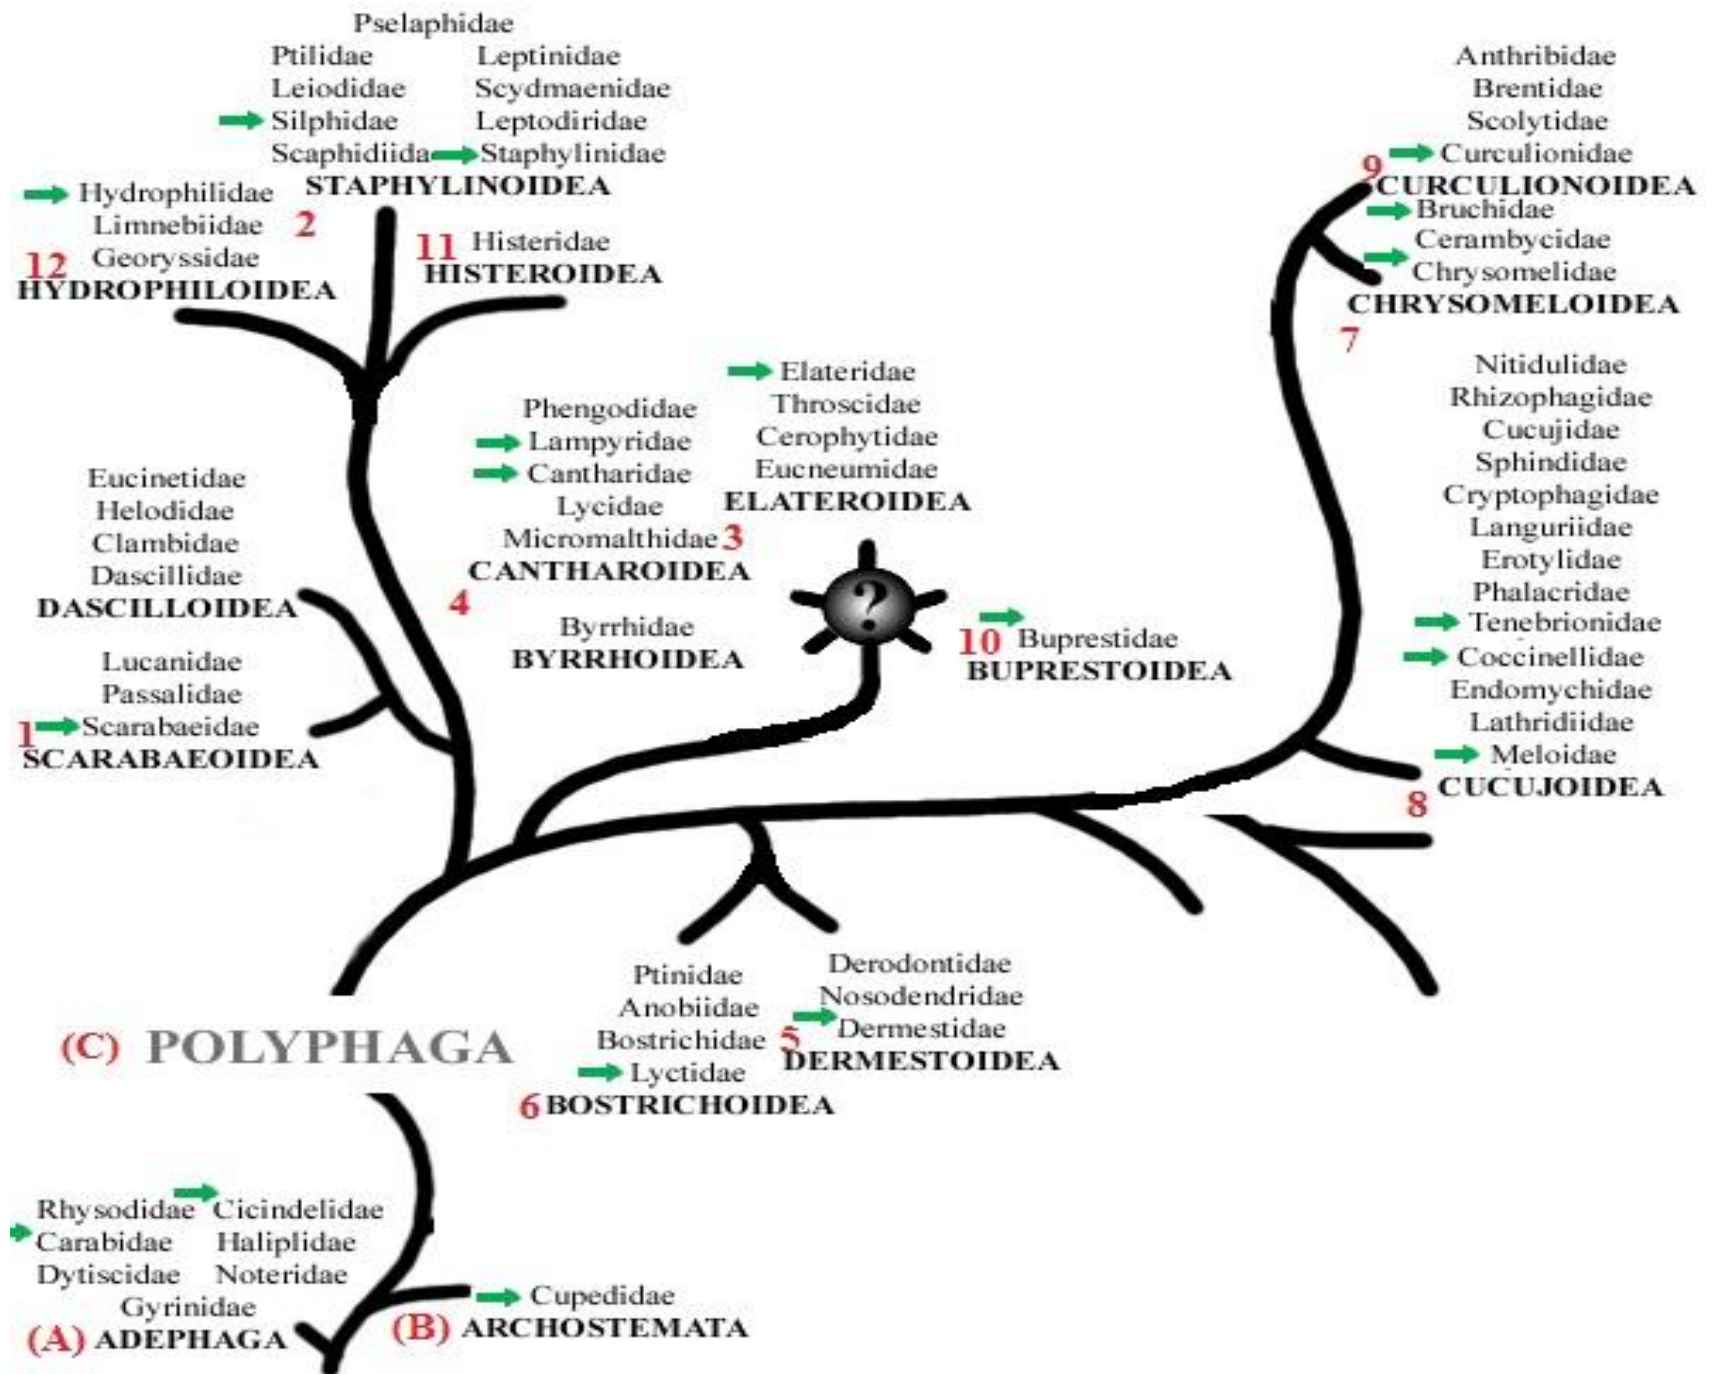 Pselaphidae
Ptilidae Leptinidae
Leiodidae Scydmaenidae
Silphidae Leptodiridae
Scaphidiida Staphylinidae
STAPHYLINOIDEA
2
Hydrophilidae
Limnebiidae
Georyssidae
12
HYDROPHILOIDEA
11 Histeridae
HISTEROIDEA
Anthribidae
Brentidae
Scolytidae
Curculionidae
9
CURCULIONOIDEA
Bruchidae
Cerambycidae
Chrysomelidae
CHRYSOMELOIDEA
7
Elateridae
Throscidae
Cerophytidae
Eucneumidae
ELATEROIDEA
3
Phengodidae
Lampyridae
Cantharidae
Lycidae
Micromalthidae
CANTHAROIDEA
4
Byrrhidae
BYRRHOIDEA
?
Buprestidae
10
BUPRESTOIDEA
Eucinetidae
Helodidae
Clambidae
Dascillidae
DASCILLOIDEA
Lucanidae
Passalidae
Scarabaeidae
1
SCARABAEOIDEA
Nitidulidae
Rhizophagidae
Cucujidae
Sphindidae
Cryptophagidae
Languriidae
Erotylidae
Phalacridae
Tenebrionidae
Coccinellidae
Endomychidae
Lathridiidae
Meloidae
CUCUJOIDEA
8
Ptinidae
Anobiidae
Bostrichidae
Lyctidae
6 BOSTRICHOIDEA
Derodontidae
Nosodendridae
Dermestidae
5
DERMESTOIDEA
(C) POLYPHAGA
Rhysodidae Cicindelidae
Carabidae Haliplidae
Dytiscidae Noteridae
Gyrinidae
(A) ADEPHAGA
Cupedidae
(B) ARCHOSTEMATA